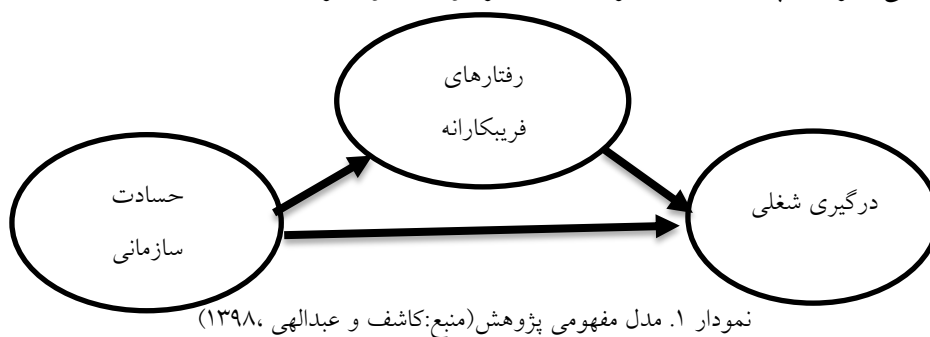 رفتارهای
فریبکارانه
حسادت
سازمانی
درگیری شغلی
نمودار ۱. مدل مفهومی پژوهش(منبع:کاشف و عبدالهی ،۱۳۹۸)